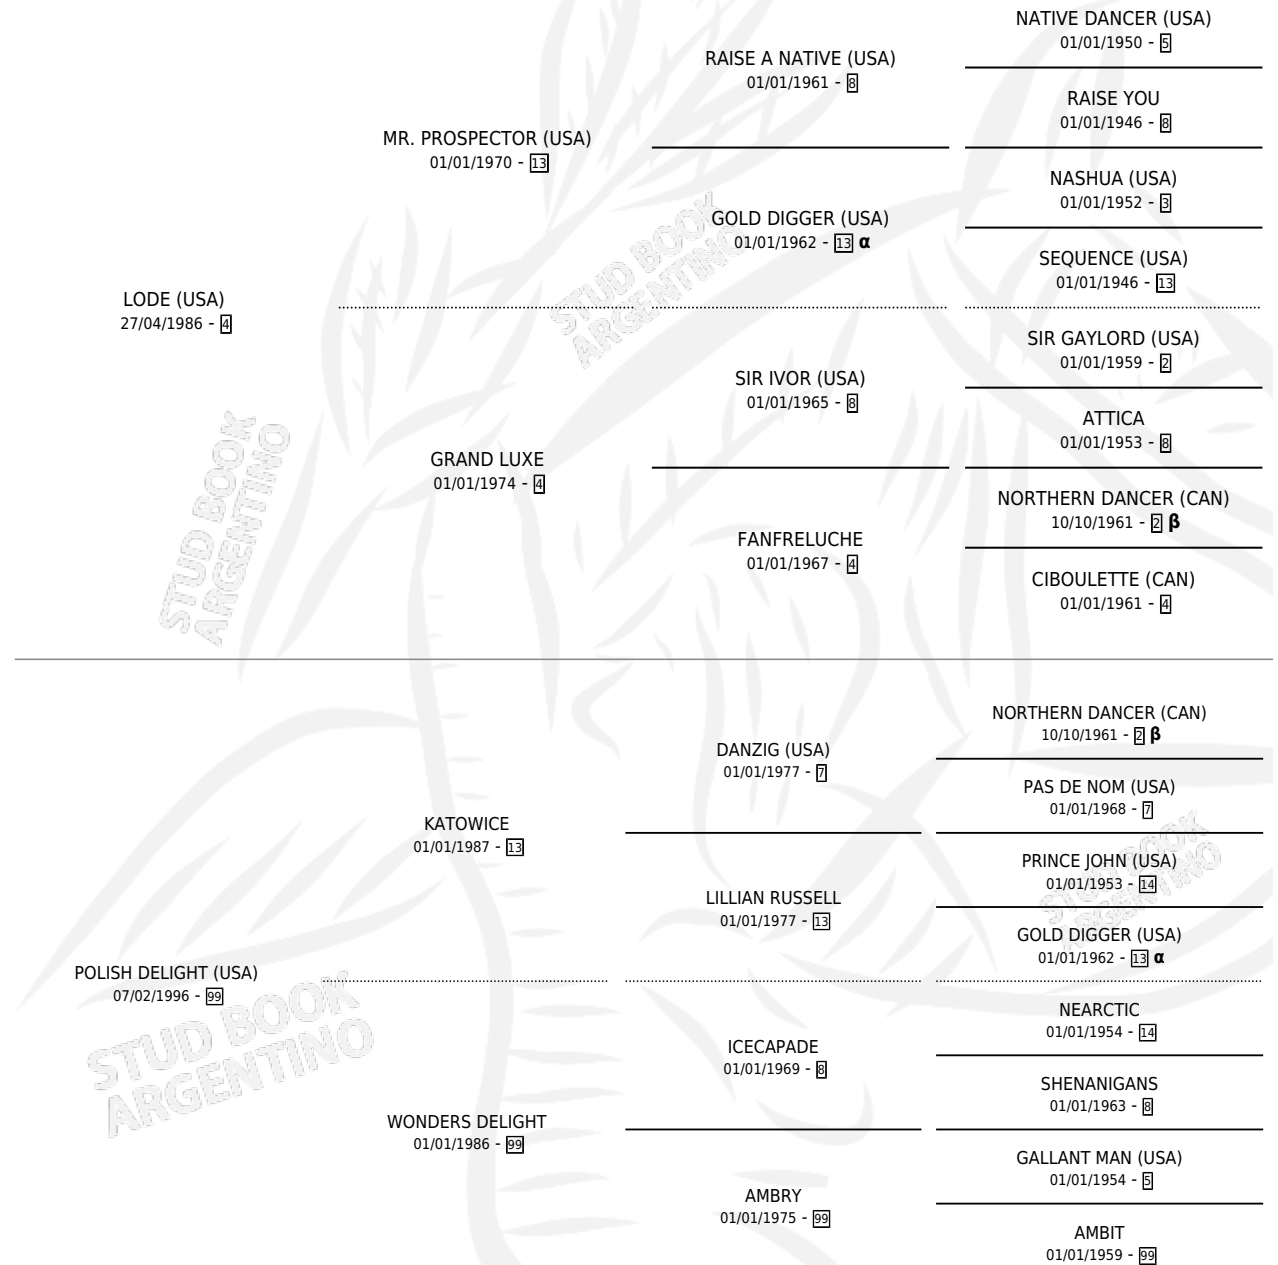 NATIVE DANCER (USA)
01/01/1950 - 5
RAISE A NATIVE (USA)
01/01/1961 - 8
RAISE YOU
01/01/1946 - 8
MR. PROSPECTOR (USA)
01/01/1970 - 13
NASHUA (USA)
01/01/1952 - 3
GOLD DIGGER (USA)
01/01/1962 - 13 α
SEQUENCE (USA)
01/01/1946 - 13
LODE (USA)
27/04/1986 - 4
SIR GAYLORD (USA)
01/01/1959 - 2
SIR IVOR (USA)
01/01/1965 - 8
ATTICA
01/01/1953 - 8
GRAND LUXE
01/01/1974 - 4
NORTHERN DANCER (CAN)
10/10/1961 - 2 β
FANFRELUCHE
01/01/1967 - 4
CIBOULETTE (CAN)
01/01/1961 - 4
NORTHERN DANCER (CAN)
10/10/1961 - 2 β
DANZIG (USA)
01/01/1977 - 7
PAS DE NOM (USA)
01/01/1968 - 7
KATOWICE
01/01/1987 - 13
PRINCE JOHN (USA)
01/01/1953 - 14
LILLIAN RUSSELL
01/01/1977 - 13
GOLD DIGGER (USA)
01/01/1962 - 13 α
POLISH DELIGHT (USA)
07/02/1996 - 99
NEARCTIC
01/01/1954 - 14
ICECAPADE
01/01/1969 - 8
SHENANIGANS
01/01/1963 - 8
WONDERS DELIGHT
01/01/1986 - 99
GALLANT MAN (USA)
01/01/1954 - 5
AMBRY
01/01/1975 - 99
AMBIT
01/01/1959 - 99
STUD BOOK
ARGENTINO
STUD BOOK
ARGENTINO
STUD BOOK
ARGENTINO
STUD BOOK
ARGENTINO